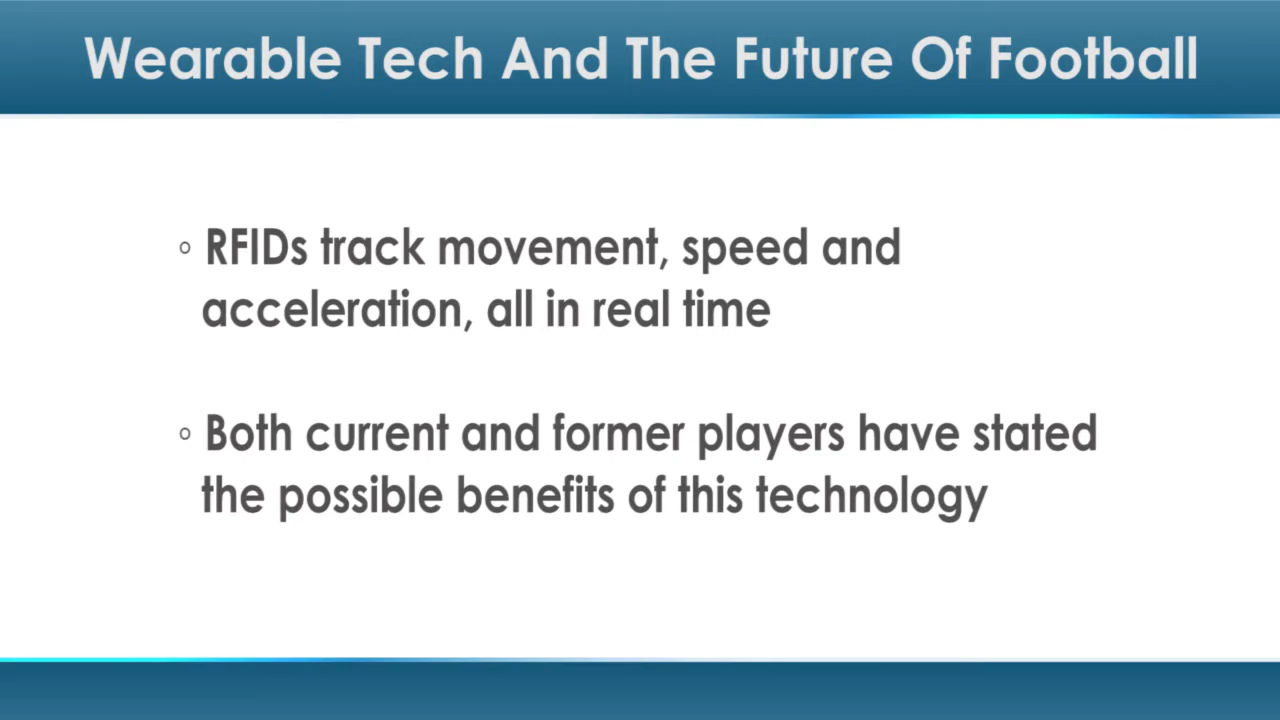 Wearable Tech And The Future Of Football
◦ RFIDs track movement, speed and
acceleration, all in real time
◦ Both current and former players have stated
the possible benefits of this technology